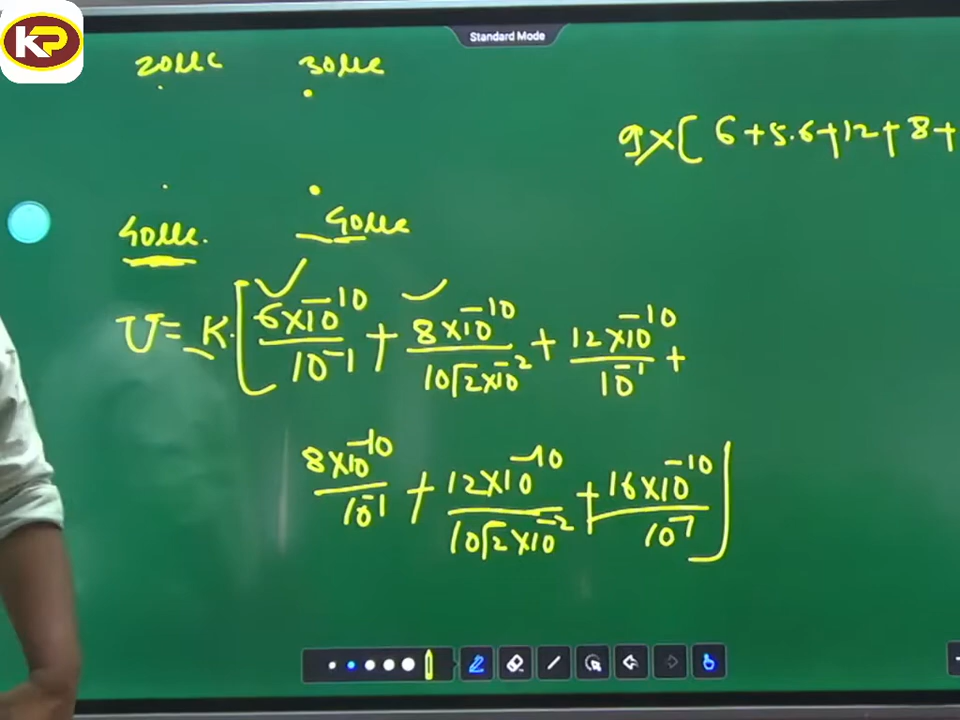 KP
Standard Mode
20μc 30μc
9×[ 6+5.6+12+8+
40μc. 40μc
U= K[ 6×10^-10 / 10^-1 + 8×10^-10 / 10√2×10^-2 + 12×10^-10 / 10^-1 +
8×10^-10 / 10^-1 + 12×10^-10 / 10√2×10^-2 + 16×10^-10 / 10^-1 ]